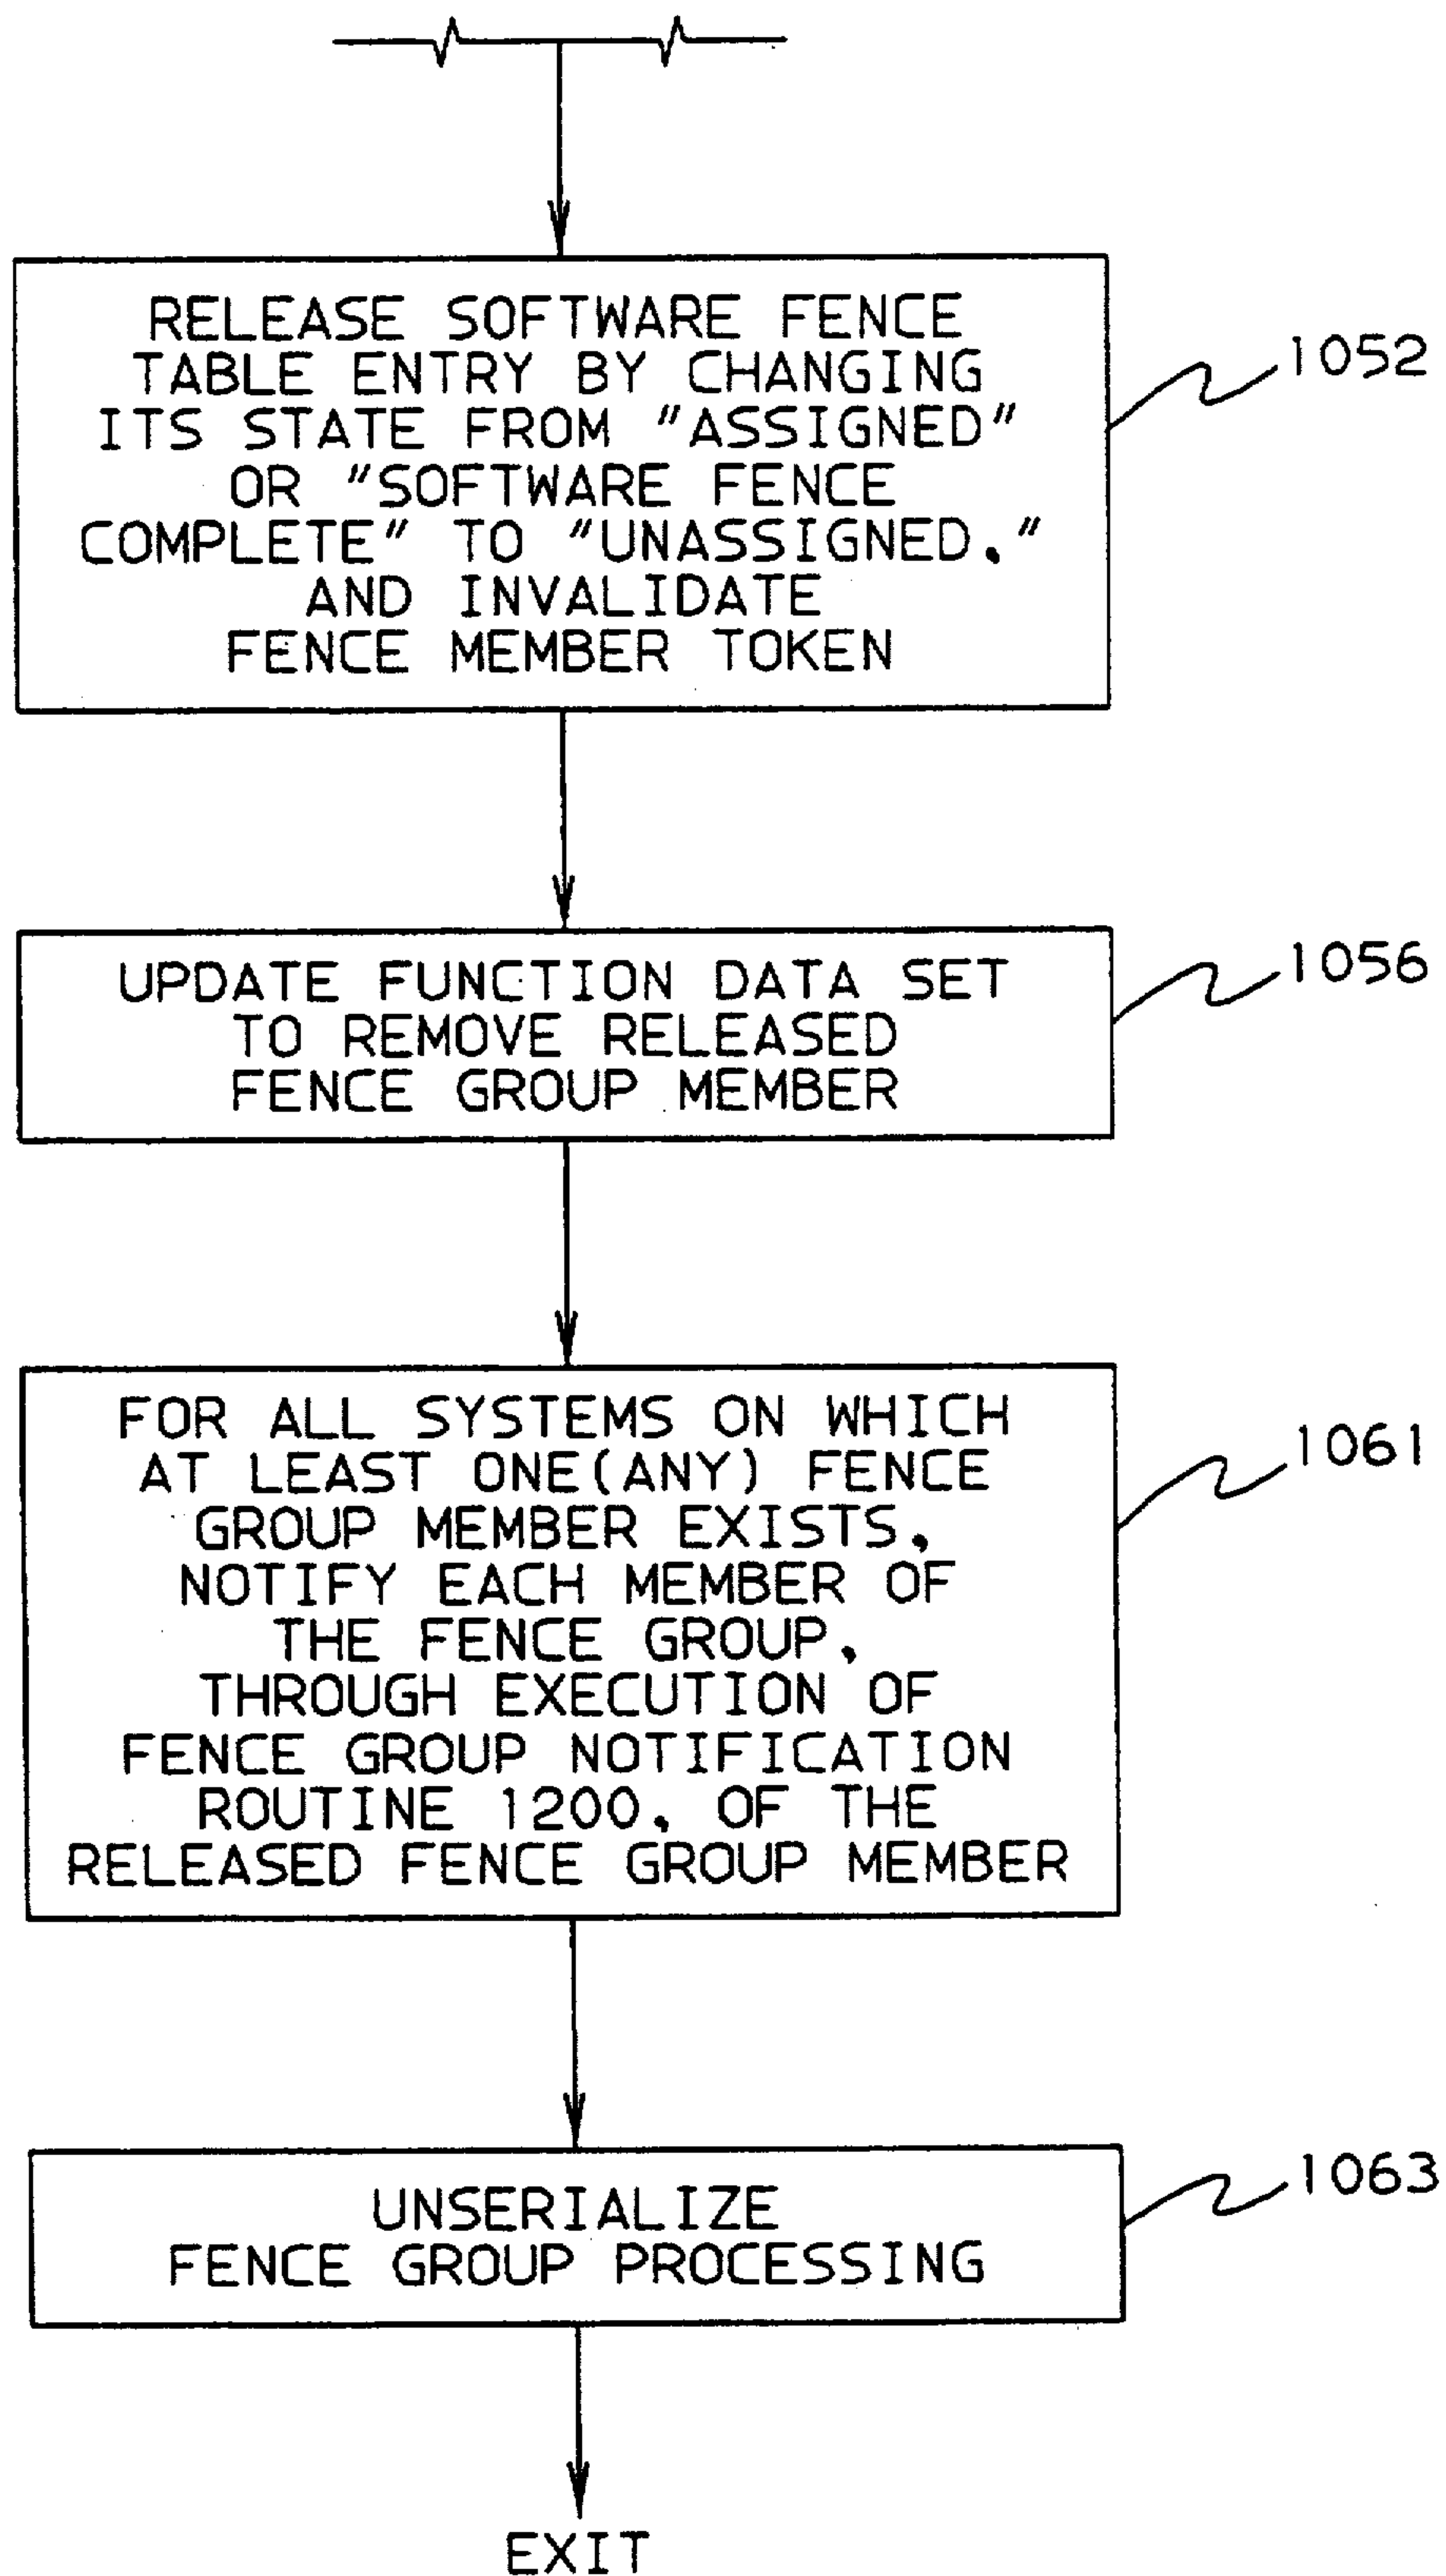 RELEASE SOFTWARE FENCE
TABLE ENTRY BY CHANGING
ITS STATE FROM "ASSIGNED"
OR "SOFTWARE FENCE
COMPLETE" TO "UNASSIGNED,"
AND INVALIDATE
FENCE MEMBER TOKEN
1052
UPDATE FUNCTION DATA SET
TO REMOVE RELEASED
FENCE GROUP MEMBER
1056
FOR ALL SYSTEMS ON WHICH
AT LEAST ONE(ANY) FENCE
GROUP MEMBER EXISTS,
NOTIFY EACH MEMBER OF
THE FENCE GROUP,
THROUGH EXECUTION OF
FENCE GROUP NOTIFICATION
ROUTINE 1200, OF THE
RELEASED FENCE GROUP MEMBER
1061
UNSERIALIZE
FENCE GROUP PROCESSING
1063
EXIT